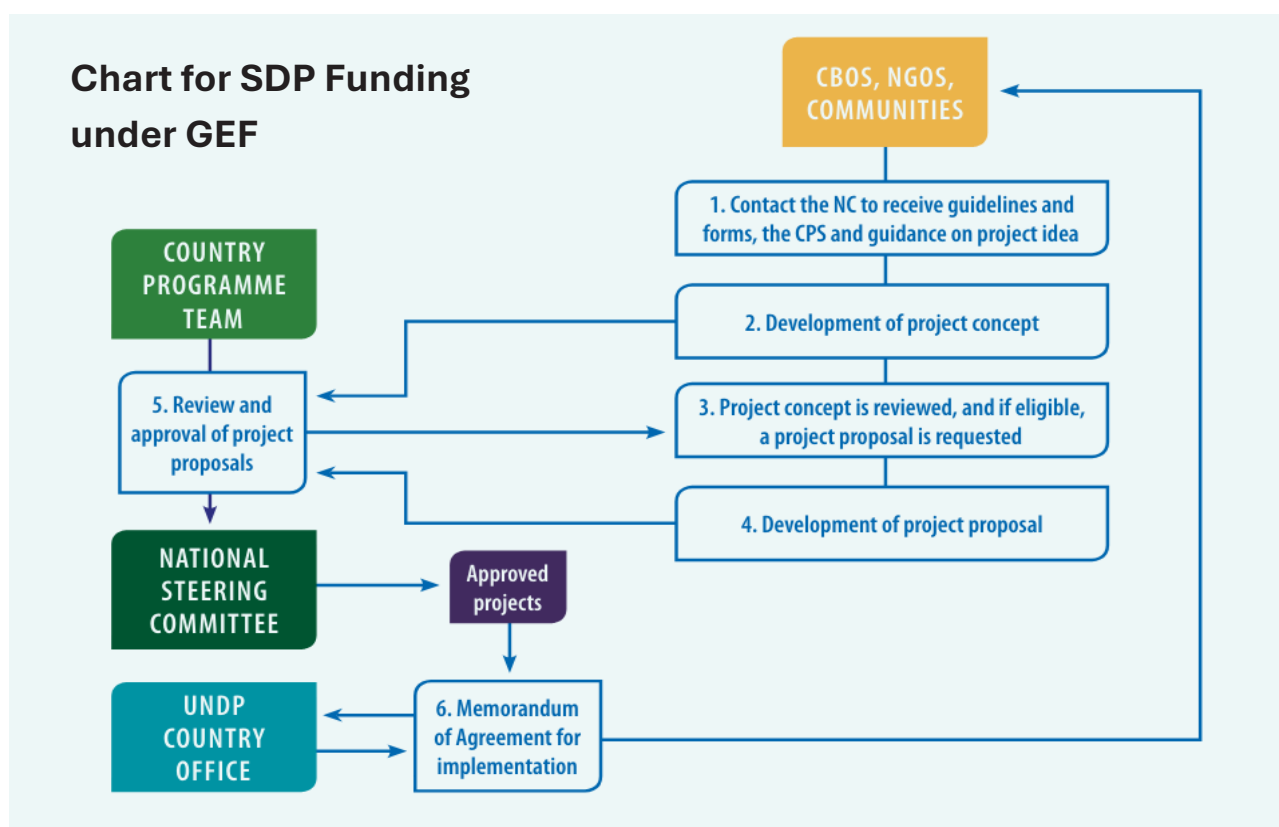 Chart for SDP Funding
under GEF
CBOS, NGOS,
COMMUNITIES
1. Contact the NC to receive guidelines and
forms, the CPS and guidance on project idea
2. Development of project concept
3. Project concept is reviewed, and if eligible,
a project proposal is requested
4. Development of project proposal
COUNTRY
PROGRAMME
TEAM
5. Review and
approval of project
proposals
NATIONAL
STEERING
COMMITTEE
Approved
projects
UNDP
COUNTRY
OFFICE
6. Memorandum
of Agreement for
implementation